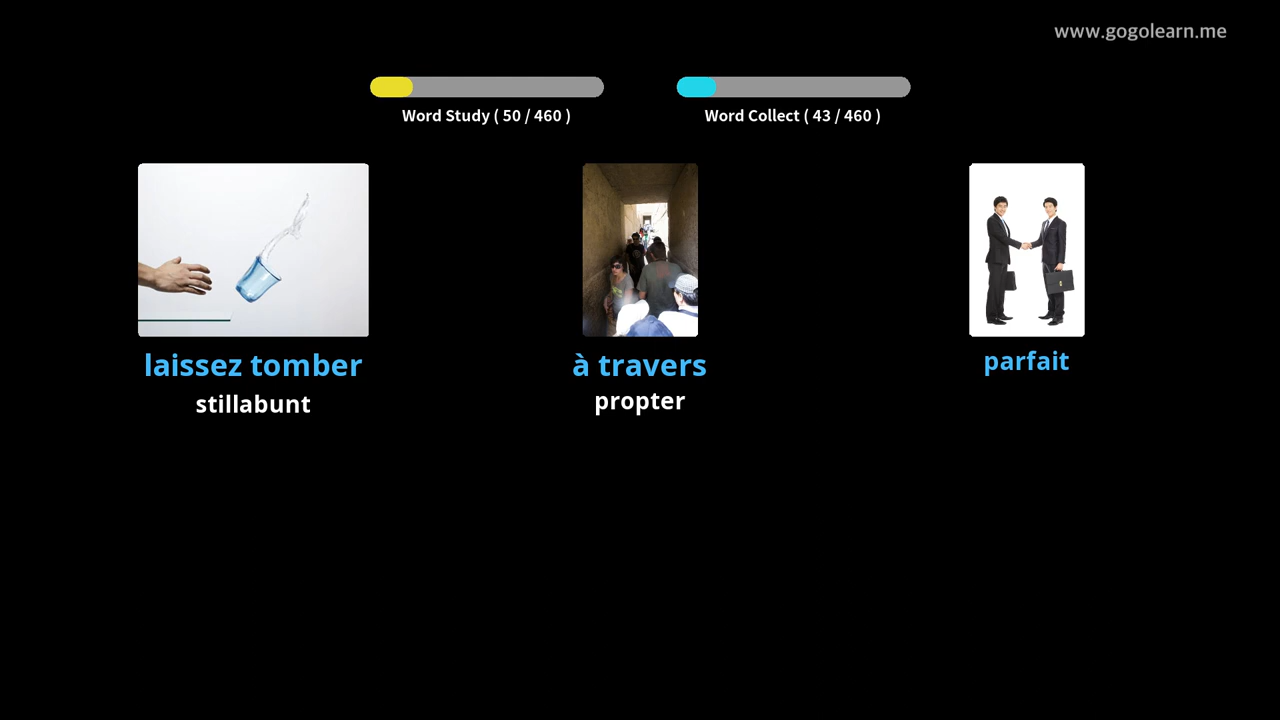 www.gogolearn.me
Word Study ( 50 / 460 )
Word Collect ( 43 / 460 )
laissez tomber
stillabunt
à travers
propter
parfait